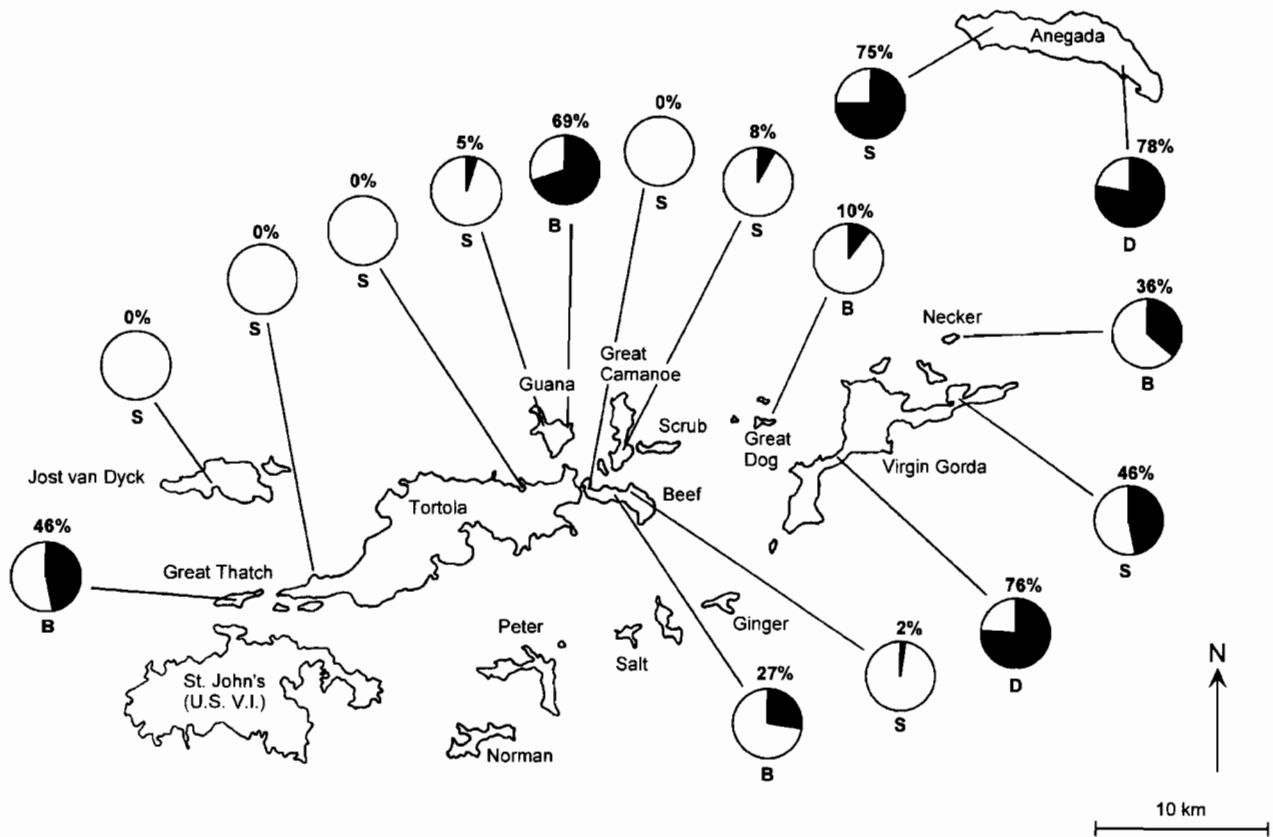 Anegada
75%
S
78%
D
0%
S
8%
S
69%
B
5%
S
0%
S
0%
S
0%
S
10%
B
36%
B
Necker
Great
Camanoe
Guana
Scrub
Great
Dog
Virgin Gorda
Jost van Dyck
Tortola
Beef
46%
S
46%
B
Great Thatch
76%
D
Peter
Ginger
Salt
2%
S
27%
B
St. John's
(U.S. V.I.)
Norman
N
10 km